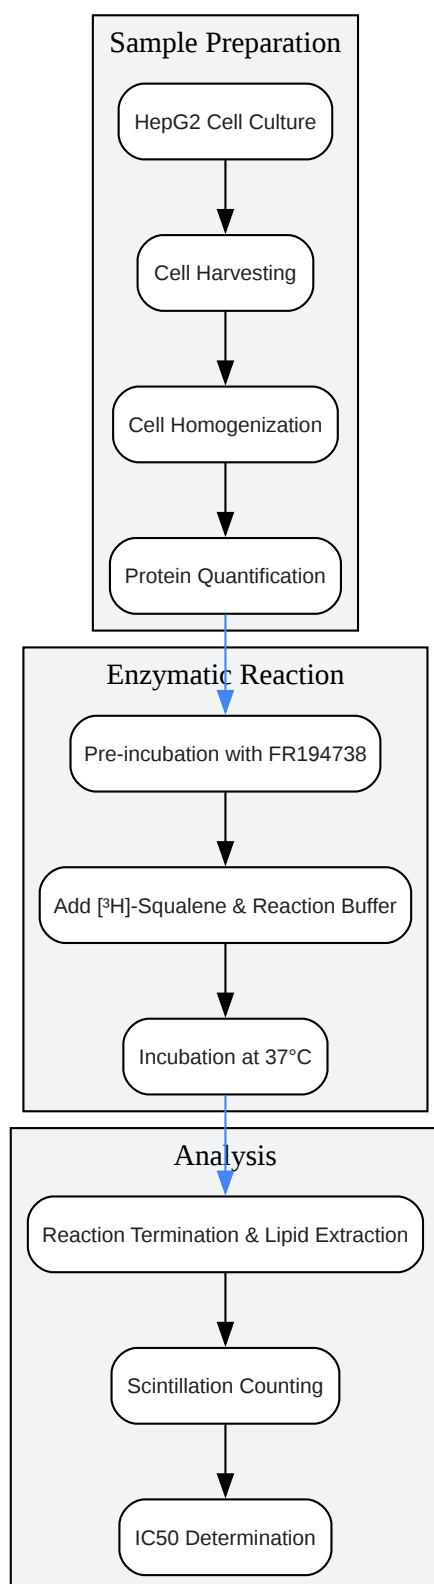 Sample Preparation
HepG2 Cell Culture
Cell Harvesting
Cell Homogenization
Protein Quantification
Enzymatic Reaction
Pre-incubation with FR194738
Add [³H]-Squalene & Reaction Buffer
Incubation at 37°C
Analysis
Reaction Termination & Lipid Extraction
Scintillation Counting
IC50 Determination